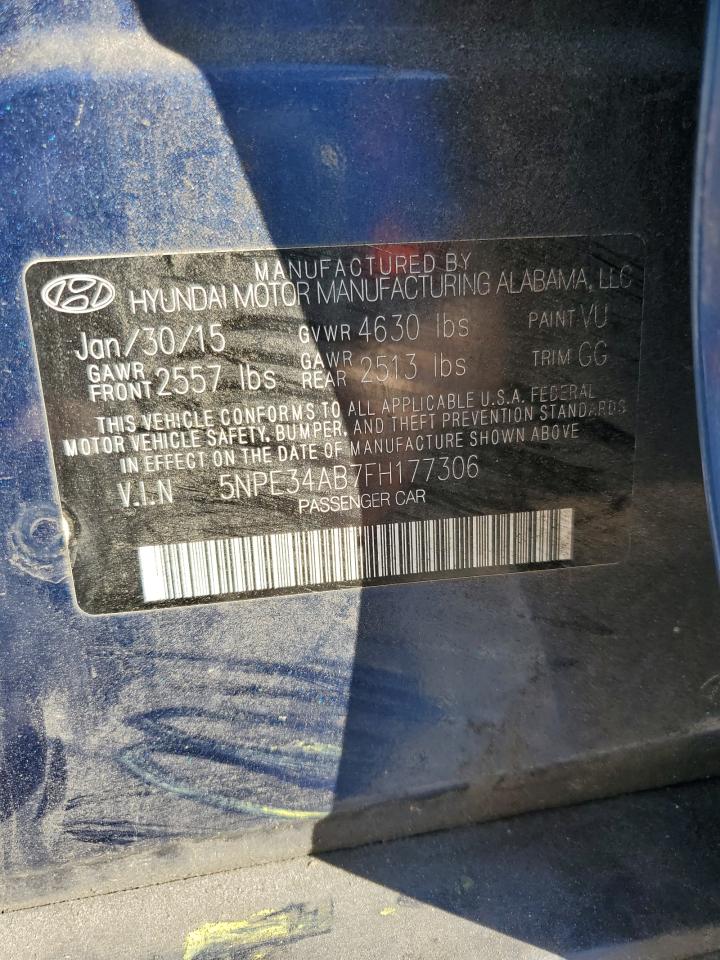 MANUFACTURED BY
HYUNDAI MOTOR MANUFACTURING ALABAMA, LLC
Jan/30/15 GVWR 4630 lbs PAINT VU
GAWR FRONT 2557 lbs GAWR REAR 2513 lbs TRIM GG
THIS VEHICLE CONFORMS TO ALL APPLICABLE U.S.A. FEDERAL
MOTOR VEHICLE SAFETY, BUMPER, AND THEFT PREVENTION STANDARDS
IN EFFECT ON THE DATE OF MANUFACTURE SHOWN ABOVE
V.I.N 5NPE34AB7FH177306
PASSENGER CAR